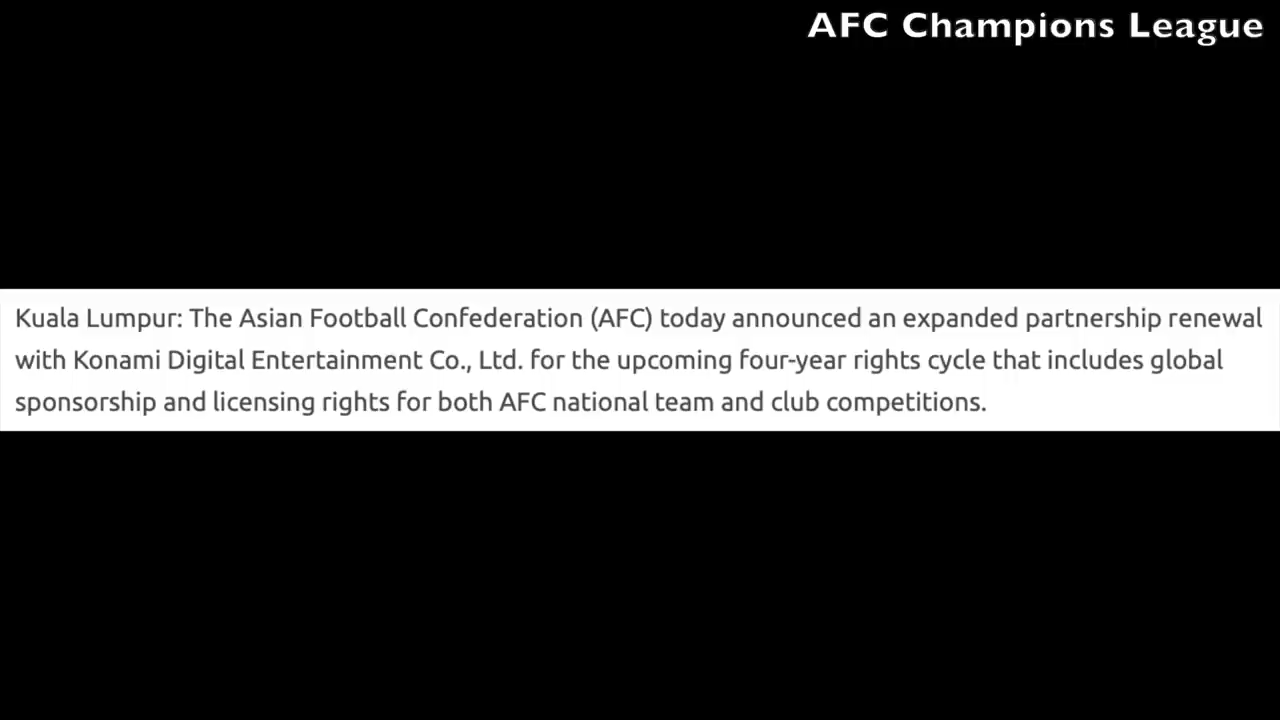 AFC Champions League
Kuala Lumpur: The Asian Football Confederation (AFC) today announced an expanded partnership renewal
with Konami Digital Entertainment Co., Ltd. for the upcoming four-year rights cycle that includes global
sponsorship and licensing rights for both AFC national team and club competitions.